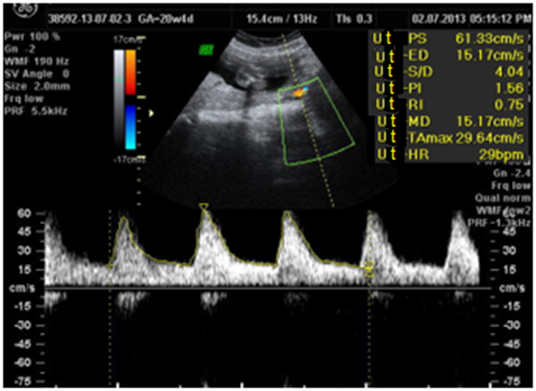 38592-13-07-02-3 GA=20w4d 15.4cm / 13Hz TIs 0.3 02.07.2013 05:15:12 PM
Pwr 100 %
Gn -2
WMF 190 Hz
SV Angle 0
Size 2.0mm
Frq low
PRF 5.5kHz
17cm/s
-17cm/s
Ut PS 61.33cm/s
Ut ED 15.17cm/s
Ut S/D 4.04
Ut PI 1.56
Ut RI 0.75
Ut MD 15.17cm/s
Ut TAmax 29.64cm/s
Ut HR 29bpm
Gn -2.4
Frq low
Qual norm
WMF low2
PRF 1.3kHz
60 60
45 45
30 30
15 15
cm/s cm/s
-15 -15
-30 -30
-45 -45
-60 -60
-75 -75